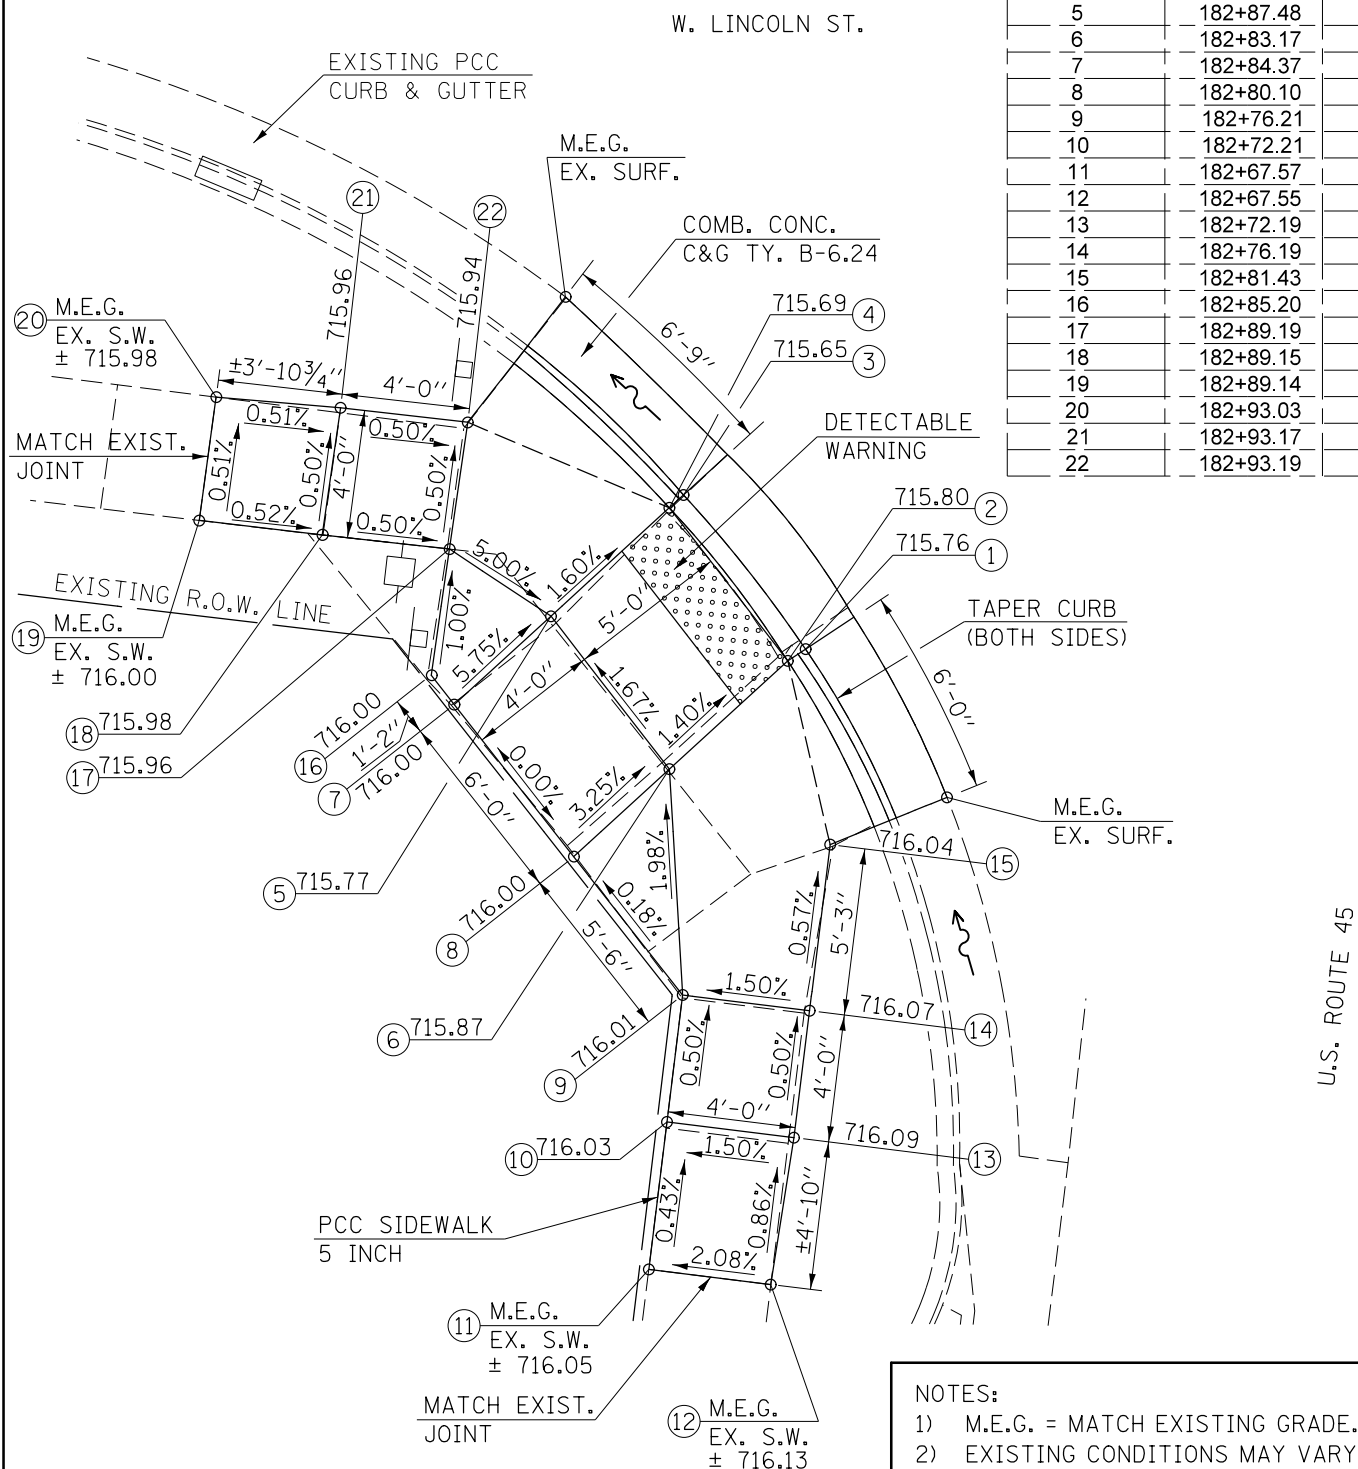 W. LINCOLN ST.
5 182+87.48
6 182+83.17
7 182+84.37
8 182+80.10
9 182+76.21
10 182+72.21
11 182+67.57
12 182+67.55
13 182+72.19
14 182+76.19
15 182+81.43
16 182+85.20
17 182+89.19
18 182+89.15
19 182+89.14
20 182+93.03
21 182+93.17
22 182+93.19
EXISTING PCC
CURB & GUTTER
M.E.G.
EX. SURF.
COMB. CONC.
C&G TY. B-6.24
21
715.96
22
715.94
20 M.E.G.
EX. S.W.
± 715.98
±3'-10¾"
4'-0"
6'-9"
715.69 4
715.65 3
DETECTABLE
WARNING
MATCH EXIST.
JOINT
0.51%
0.51%
0.50%
4'-0"
0.50%
0.50%
0.52%
0.50%
715.80 2
715.76 1
5.00%
1.60%
5'-0"
EXISTING R.O.W. LINE
TAPER CURB
(BOTH SIDES)
19 M.E.G.
EX. S.W.
± 716.00
1.00%
5.75%
4'-0"
1.67%
1.40%
6'-0"
18 715.98
17 715.96
16 716.00
1'-2"
7 716.00
6'-0"
0.00%
3.25%
M.E.G.
EX. SURF.
716.04 15
5 715.77
8 716.00
5'-6"
0.18%
1.98%
0.57%
5'-3"
U.S. ROUTE 45
1.50%
716.07 14
6 715.87
9 716.01
0.50%
0.50%
4'-0"
4'-0"
716.09 13
10 716.03
1.50%
0.43%
0.86%
±4'-10"
PCC SIDEWALK
5 INCH
2.08%
11 M.E.G.
EX. S.W.
± 716.05
MATCH EXIST.
JOINT
12 M.E.G.
EX. S.W.
± 716.13
NOTES:
1) M.E.G. = MATCH EXISTING GRADE.
2) EXISTING CONDITIONS MAY VARY